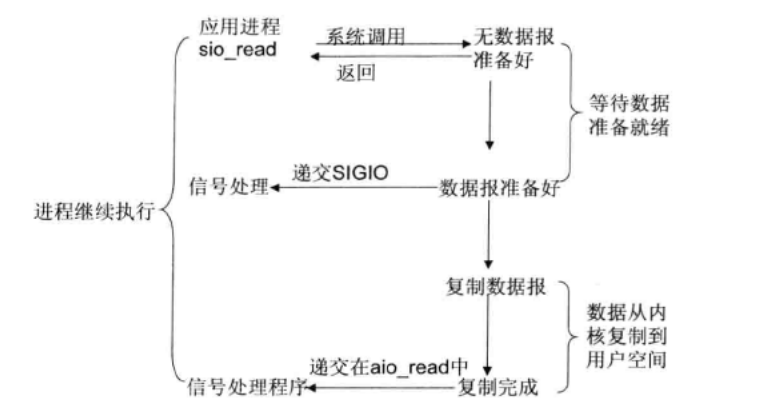 应用进程
sio_read
系统调用
返回
无数据报
准备好
等待数据
准备就绪
信号处理
递交SIGIO
数据报准备好
进程继续执行
复制数据报
数据从内
核复制到
用户空间
信号处理程序
递交在aio_read中
复制完成